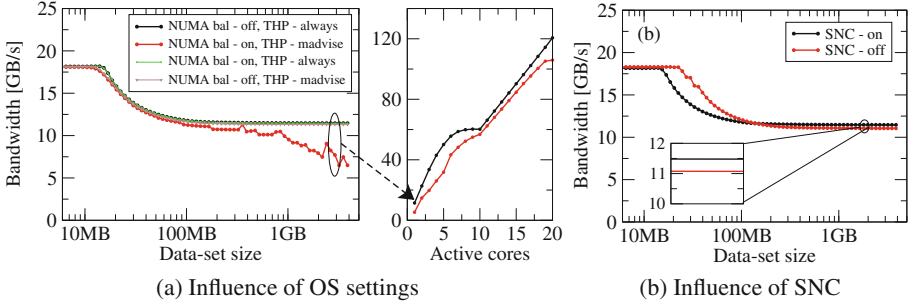 Bandwidth [GB/s]
25
20
15
10
5
0
NUMA bal - off, THP - always
NUMA bal - on, THP - madvise
NUMA bal - on, THP - always
NUMA bal - off, THP - madvise
10MB 100MB 1GB
Data-set size
120
80
40
0
0 5 10 15 20
Active cores
(a) Influence of OS settings
Bandwidth [GB/s]
25
20
15
10
5
0
(b)
SNC - on
SNC - off
12
11
10
10MB 100MB 1GB
Data-set size
(b) Influence of SNC